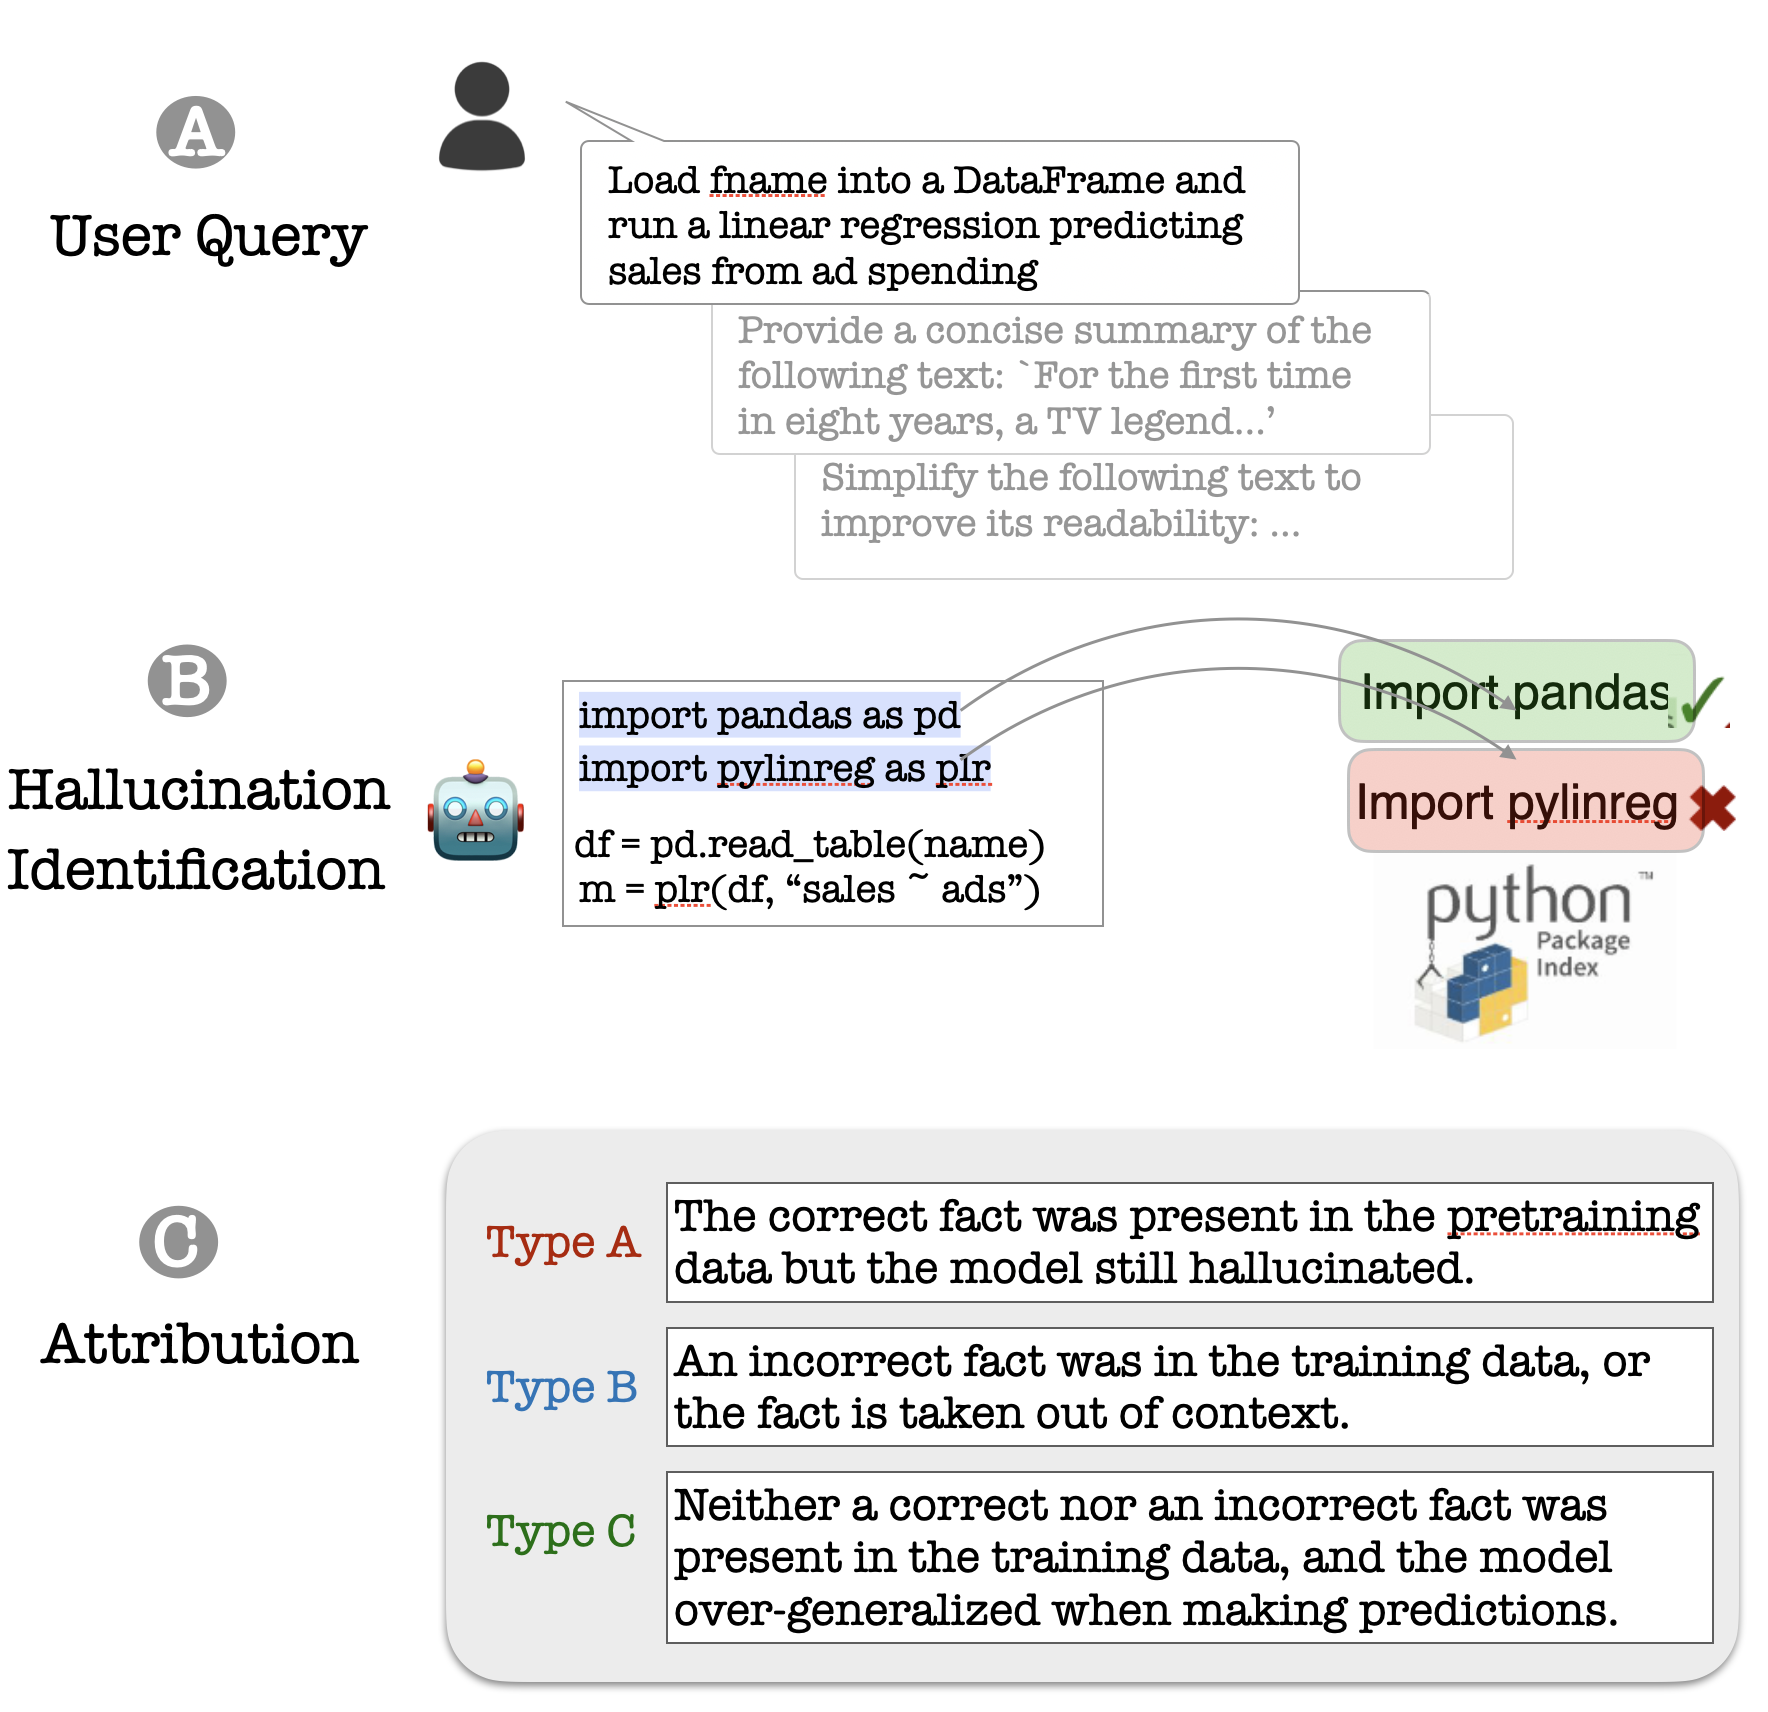 A
User Query
Load fname into a DataFrame and
run a linear regression predicting
sales from ad spending
Provide a concise summary of the
following text: `For the first time
in eight years, a TV legend...’
Simplify the following text to
improve its readability: ...
B
Hallucination
Identification
import pandas as pd
import pylinreg as plr
df = pd.read_table(name)
m = plr(df, “sales ~ ads”)
Import pandas
Import pylinreg
python™
Package
Index
C
Attribution
Type A
The correct fact was present in the pretraining
data but the model still hallucinated.
Type B
An incorrect fact was in the training data, or
the fact is taken out of context.
Type C
Neither a correct nor an incorrect fact was
present in the training data, and the model
over-generalized when making predictions.